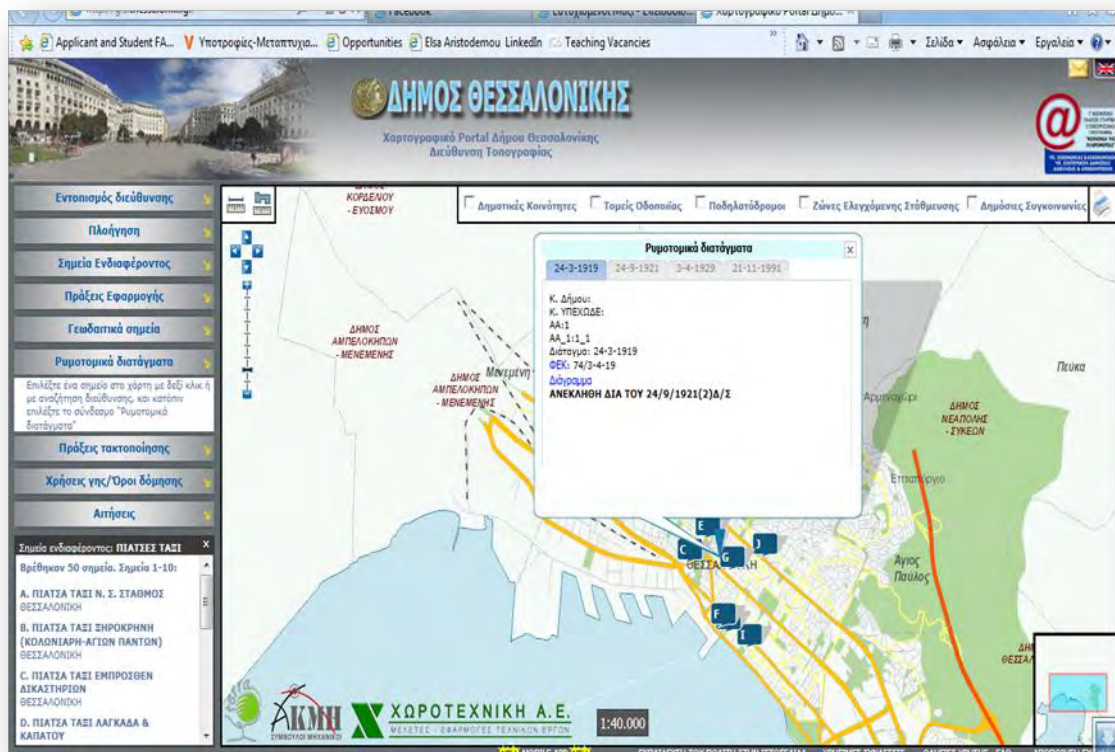 Facebook
Applicant and Student FA...
Υποτροφίες-Μεταπτυχια...
Opportunities
Elsa Aristodemou LinkedIn
Teaching Vacancies
»
Σελίδα
Ασφάλεια
Εργαλεία
ΔΗΜΟΣ ΘΕΣΣΑΛΟΝΙΚΗΣ
Χαρτογραφικό Portal Δήμου Θεσσαλονίκης
Διεύθυνση Τοπογραφίας
Εντοπισμός διεύθυνσης
Πλοήγηση
Σημεία Ενδιαφέροντος
Πράξεις Εφαρμογής
Γεωδαιτικά σημεία
Ρυμοτομικά διατάγματα
Επιλέξτε ένα σημείο στο χάρτη με δεξί κλικ ή
με αναζήτηση διεύθυνσης, και κατόπιν
επιλέξτε το σύνδεσμο "Ρυμοτομικά
διατάγματα"
Πράξεις τακτοποίησης
Χρήσεις γης/Όροι δόμησης
Αιτήσεις
Σημείο ενδιαφέροντος: ΠΙΑΤΣΕΣ ΤΑΞΙ X
Βρέθηκαν 50 σημεία. Σημεία 1-10:
A. ΠΙΑΤΣΑ ΤΑΞΙ Ν. Σ. ΣΤΑΘΜΟΣ
ΘΕΣΣΑΛΟΝΙΚΗ
B. ΠΙΑΤΣΑ ΤΑΞΙ ΞΗΡΟΚΡΗΝΗ
(ΚΟΛΩΝΙΑΡΗ-ΑΓΙΩΝ ΠΑΝΤΩΝ)
ΘΕΣΣΑΛΟΝΙΚΗ
C. ΠΙΑΤΣΑ ΤΑΞΙ ΕΜΠΡΟΣΘΕΝ
ΔΙΚΑΣΤΗΡΙΩΝ
ΘΕΣΣΑΛΟΝΙΚΗ
D. ΠΙΑΤΣΑ ΤΑΞΙ ΛΑΓΚΑΔΑ &
ΚΑΠΑΤΟΥ
Δημοτικές Κοινότητες
Τομείς Οδοποιίας
Ποδηλατόδρομοι
Ζώνες Ελεγχόμενης Στάθμευσης
Δημόσιες Συγκοινωνίες
ΚΟΡΔΕΛΙΟΥ
- ΕΥΟΣΜΟΥ
ΔΗΜΟΣ
ΑΜΠΕΛΟΚΗΠΩΝ
- ΜΕΝΕΜΕΝΗΣ
Μενεμένη
ΔΗΜΟΣ
ΑΜΠΕΛΟΚΗΠΩΝ
- ΜΕΝΕΜΕΝΗΣ
Ρυμοτομικά διατάγματα
24-3-1919 24-9-1921 3-4-1929 21-11-1991
Κ. Δήμου:
Κ. ΥΠΕΧΩΔΕ:
ΑΑ:1
ΑΑ_1:1_1
Διάταγμα: 24-3-1919
ΦΕΚ: 74/3-4-19
Διάγραμμα
ΑΝΕΚΛΗΘΗ ΔΙΑ ΤΟΥ 24/9/1921(2)Δ/Σ
Πεύκα
Αρμενοχώρι
ΔΗΜΟΣ
ΝΕΑΠΟΛΗΣ
- ΣΥΚΕΩΝ
Επταπύργιο
Άγιος
Παύλος
E
C
G
J
F
I
ΑΚΜΗ
ΣΥΜΒΟΥΛΟΙ ΜΗΧΑΝΙΚΟΙ
ΧΩΡΟΤΕΧΝΙΚΗ Α.Ε.
ΜΕΛΕΤΕΣ - ΕΦΑΡΜΟΓΕΣ ΤΕΧΝΙΚΩΝ ΕΡΓΩΝ
1:40.000